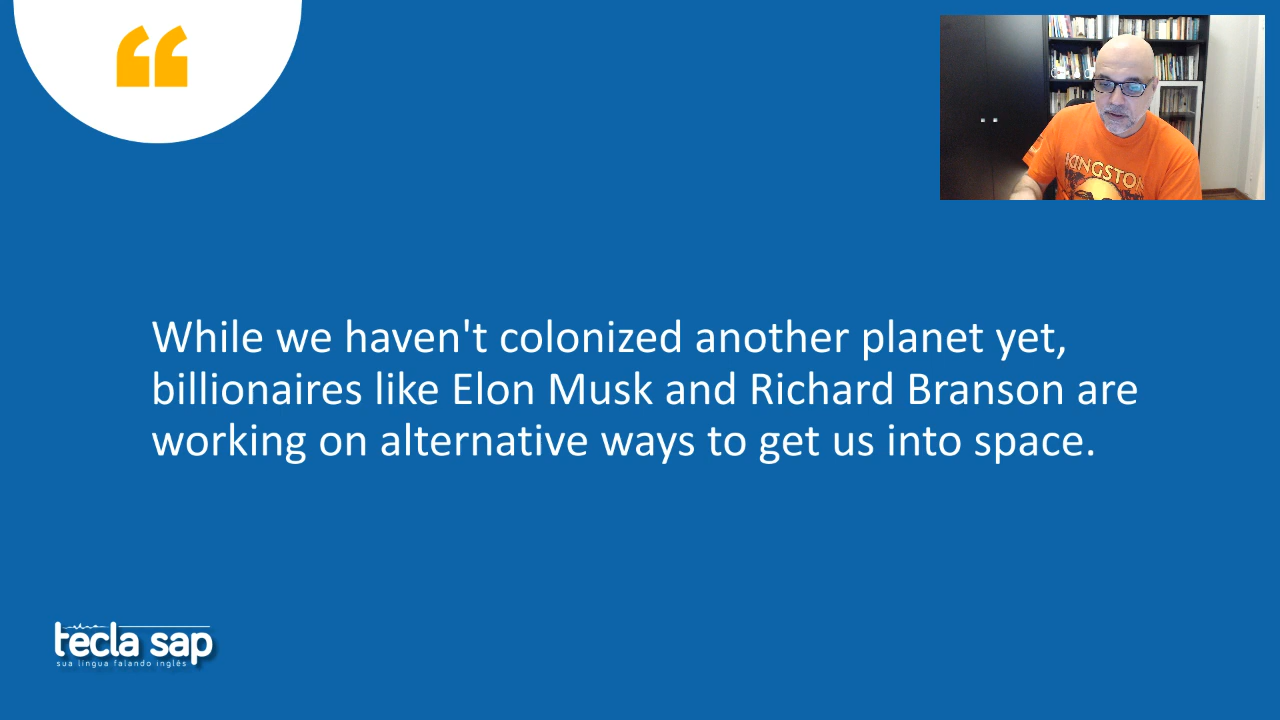 “
KINGSTON
While we haven't colonized another planet yet,
billionaires like Elon Musk and Richard Branson are
working on alternative ways to get us into space.
tecla sap
sua língua falando inglês